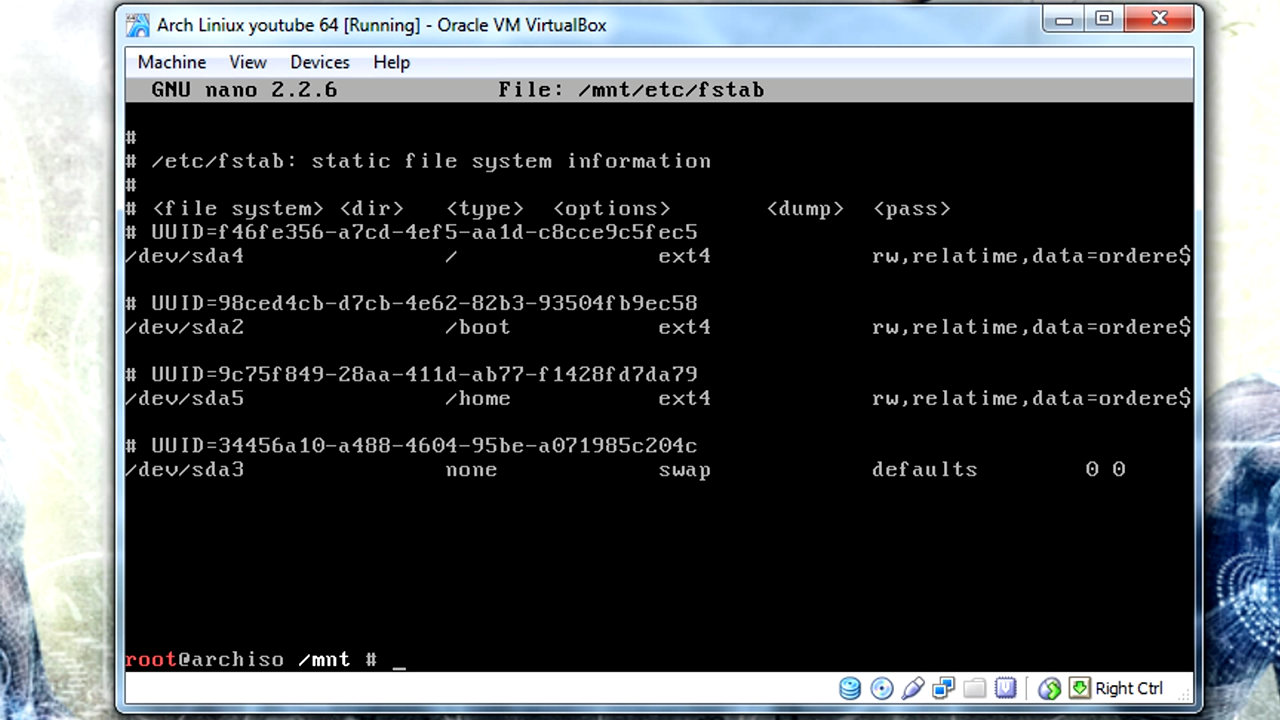 Arch Liniux youtube 64 [Running] - Oracle VM VirtualBox
Machine View Devices Help
GNU nano 2.2.6 File: /mnt/etc/fstab
#
# /etc/fstab: static file system information
#
# <file system> <dir> <type> <options> <dump> <pass>
# UUID=f46fe356-a7cd-4ef5-aa1d-c8cce9c5fec5
/dev/sda4 / ext4 rw,relatime,data=ordere$
# UUID=98ced4cb-d7cb-4e62-82b3-93504fb9ec58
/dev/sda2 /boot ext4 rw,relatime,data=ordere$
# UUID=9c75f849-28aa-411d-ab77-f1428fd7da79
/dev/sda5 /home ext4 rw,relatime,data=ordere$
# UUID=34456a10-a488-4604-95be-a071985c204c
/dev/sda3 none swap defaults 0 0
root@archiso /mnt # _
Right Ctrl